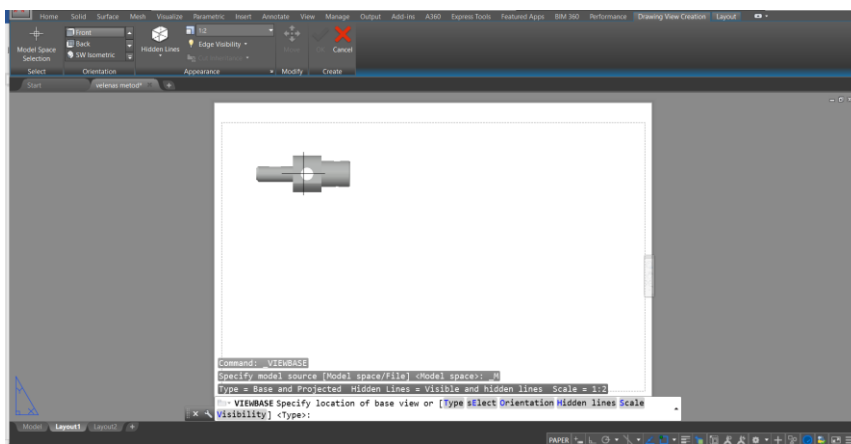 Home Solid Surface Mesh Visualize Parametric Insert Annotate View Manage Output Add-ins A360 Express Tools Featured Apps BIM 360 Performance Drawing View Creation Layout
Model Space Selection
Front
Back
SW Isometric
Hidden Lines
1:2
Edge Visibility
Cancel
Select Orientation Appearance Modify Create
Start velenas metod*
Command: _VIEWBASE
Specify model source [Model space/File] <Model space>: _M
Type = Base and Projected Hidden Lines = Visible and hidden lines Scale = 1:2
VIEWBASE Specify location of base view or [Type sElect Orientation Hidden lines Scale
Visibility] <Type>:
Model Layout1 Layout2 +
PAPER